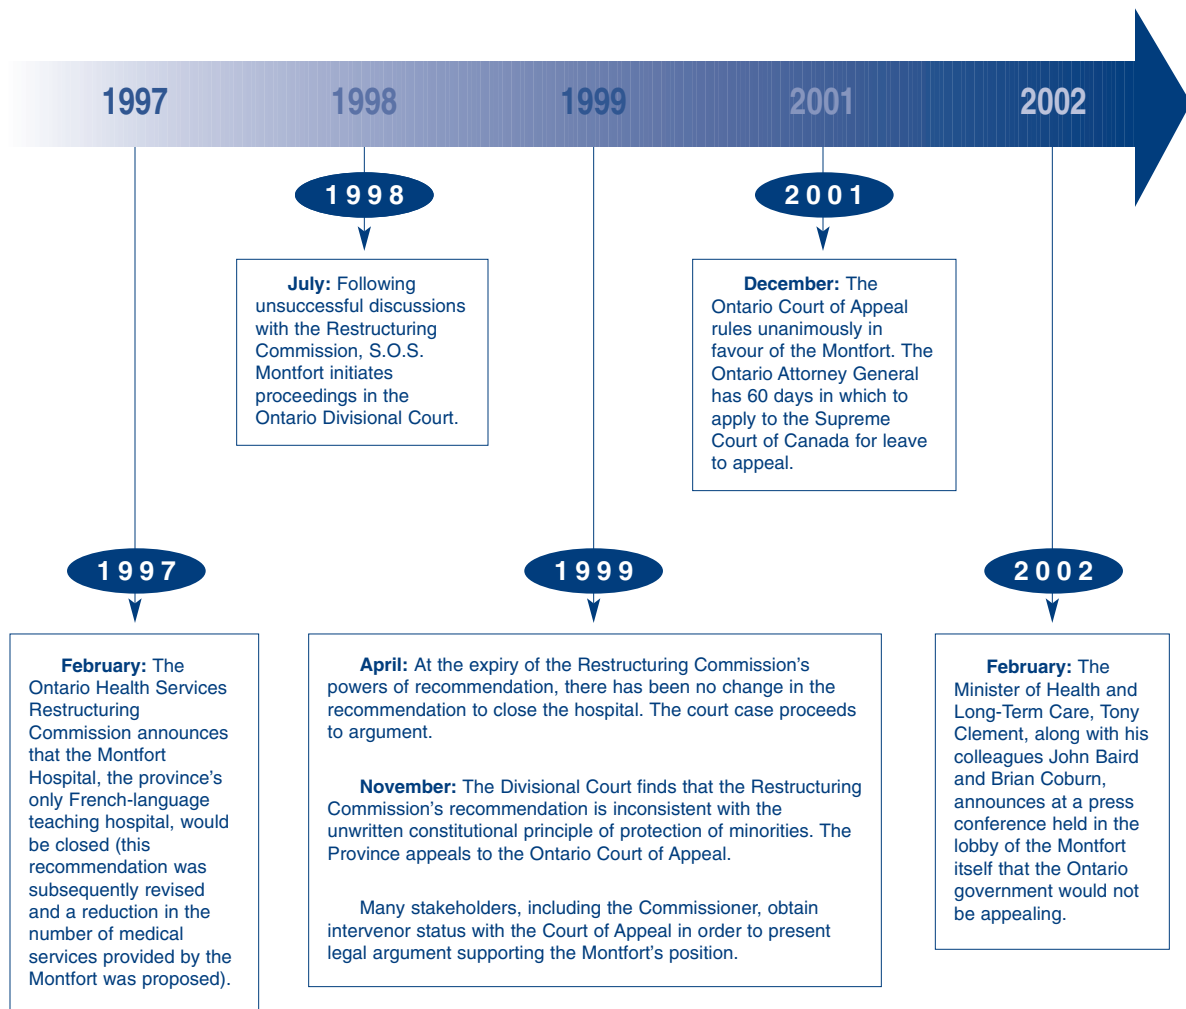 1997
1998
1999
2001
2002
1998
July: Following
unsuccessful discussions
with the Restructuring
Commission, S.O.S.
Montfort initiates
proceedings in the
Ontario Divisional Court.
2001
December: The
Ontario Court of Appeal
rules unanimously in
favour of the Montfort. The
Ontario Attorney General
has 60 days in which to
apply to the Supreme
Court of Canada for leave
to appeal.
1997
February: The
Ontario Health Services
Restructuring
Commission announces
that the Montfort
Hospital, the province's
only French-language
teaching hospital, would
be closed (this
recommendation was
subsequently revised
and a reduction in the
number of medical
services provided by the
Montfort was proposed).
1999
April: At the expiry of the Restructuring Commission's
powers of recommendation, there has been no change in the
recommendation to close the hospital. The court case proceeds
to argument.
November: The Divisional Court finds that the Restructuring
Commission's recommendation is inconsistent with the
unwritten constitutional principle of protection of minorities. The
Province appeals to the Ontario Court of Appeal.
Many stakeholders, including the Commissioner, obtain
intervenor status with the Court of Appeal in order to present
legal argument supporting the Montfort's position.
2002
February: The
Minister of Health and
Long-Term Care, Tony
Clement, along with his
colleagues John Baird
and Brian Coburn,
announces at a press
conference held in the
lobby of the Montfort
itself that the Ontario
government would not
be appealing.